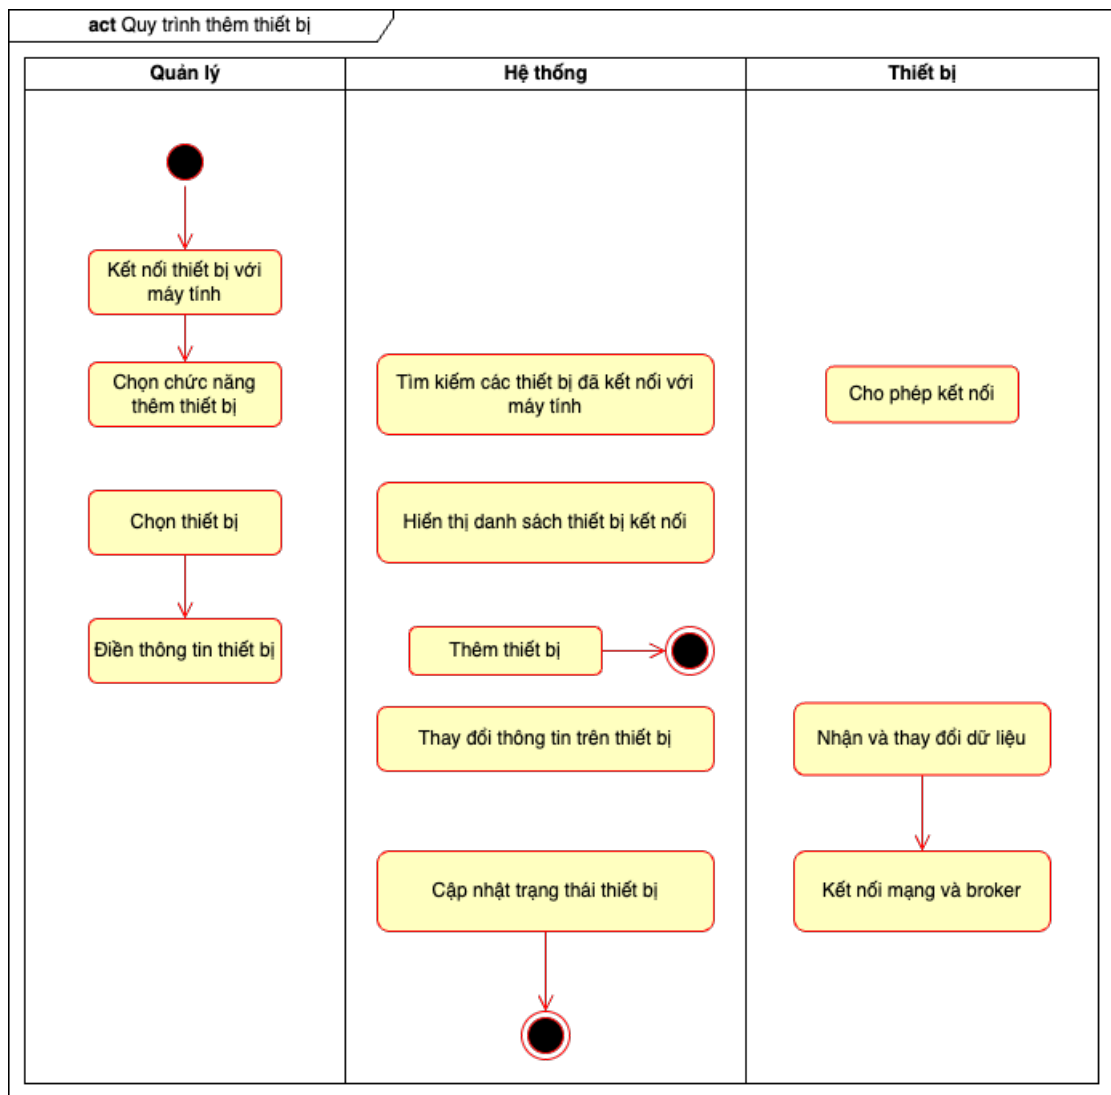 act Quy trình thêm thiết bị
Quản lý
Hệ thống
Thiết bị
Kết nối thiết bị với
máy tính
Chọn chức năng
thêm thiết bị
Tìm kiếm các thiết bị đã kết nối với
máy tính
Cho phép kết nối
Chọn thiết bị
Hiển thị danh sách thiết bị kết nối
Điền thông tin thiết bị
Thêm thiết bị
Thay đổi thông tin trên thiết bị
Nhận và thay đổi dữ liệu
Cập nhật trạng thái thiết bị
Kết nối mạng và broker